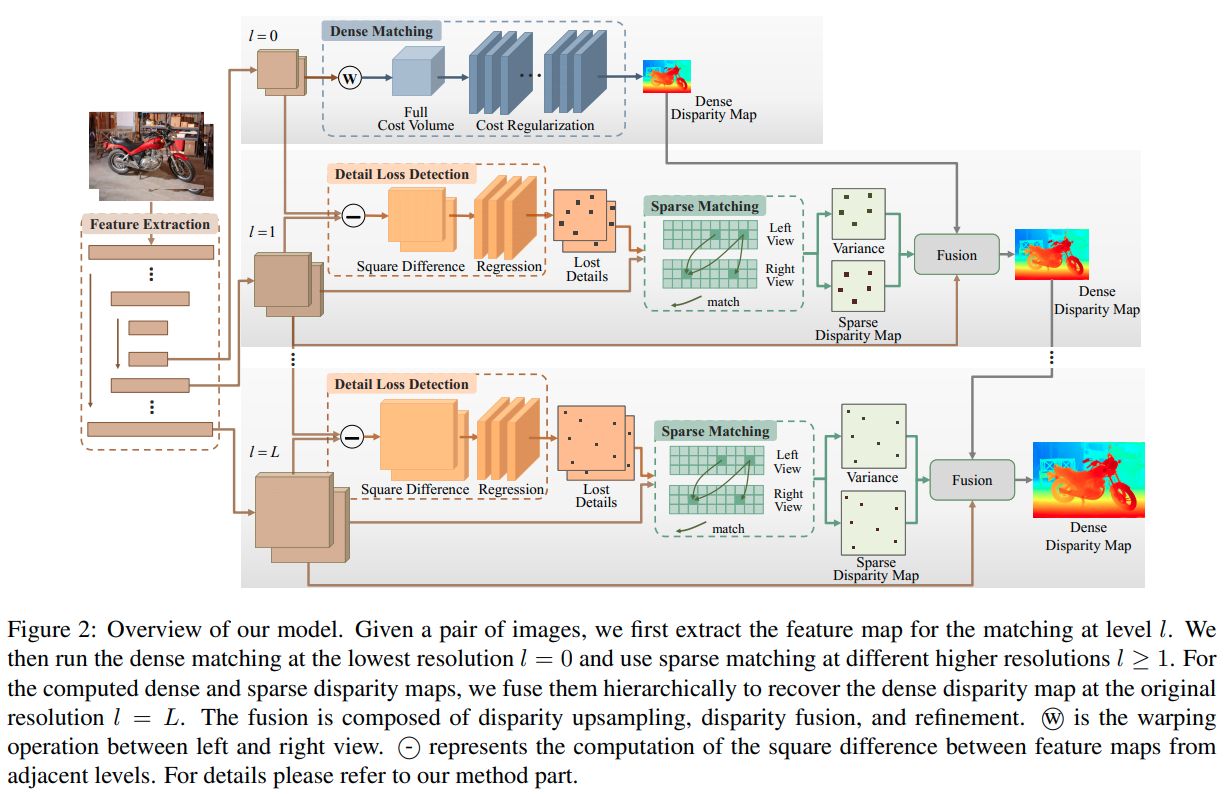 l = 0
Dense Matching
W
Full
Cost Volume
Cost Regularization
Dense
Disparity Map
Feature Extraction
l = 1
Detail Loss Detection
Square Difference
Regression
Lost
Details
Sparse Matching
Left
View
Right
View
match
Variance
Sparse
Disparity Map
Fusion
Dense
Disparity Map
l = L
Detail Loss Detection
Square Difference
Regression
Lost
Details
Sparse Matching
Left
View
Right
View
match
Variance
Sparse
Disparity Map
Fusion
Dense
Disparity Map
Figure 2: Overview of our model. Given a pair of images, we first extract the feature map for the matching at level l. We
then run the dense matching at the lowest resolution l = 0 and use sparse matching at different higher resolutions l ≥ 1. For
the computed dense and sparse disparity maps, we fuse them hierarchically to recover the dense disparity map at the original
resolution l = L. The fusion is composed of disparity upsampling, disparity fusion, and refinement. Ⓦ is the warping
operation between left and right view. ⊖ represents the computation of the square difference between feature maps from
adjacent levels. For details please refer to our method part.